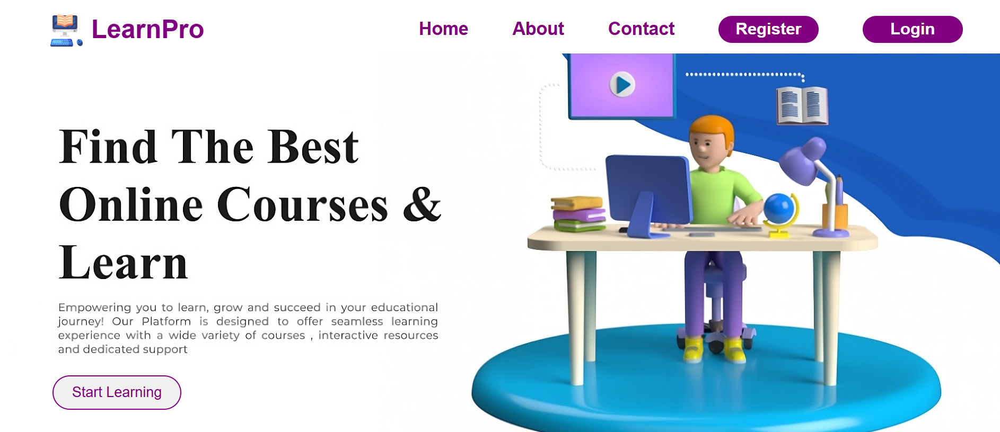 LearnPro
Home About Contact Register Login
Find The Best
Online Courses &
Learn
Empowering you to learn, grow and succeed in your educational
journey! Our Platform is designed to offer seamless learning
experience with a wide variety of courses , interactive resources
and dedicated support
Start Learning